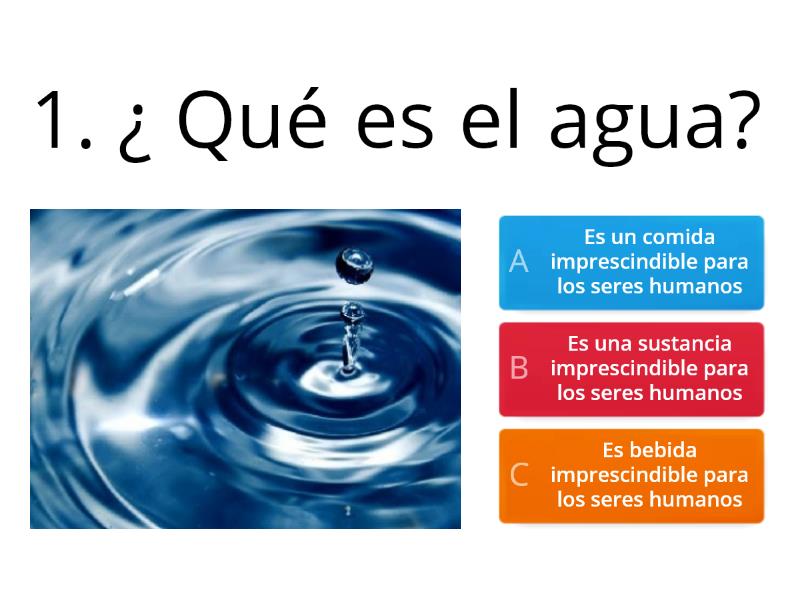 1. ¿ Qué es el agua?
A
Es un comida
imprescindible para
los seres humanos
B
Es una sustancia
imprescindible para
los seres humanos
C
Es bebida
imprescindible para
los seres humanos